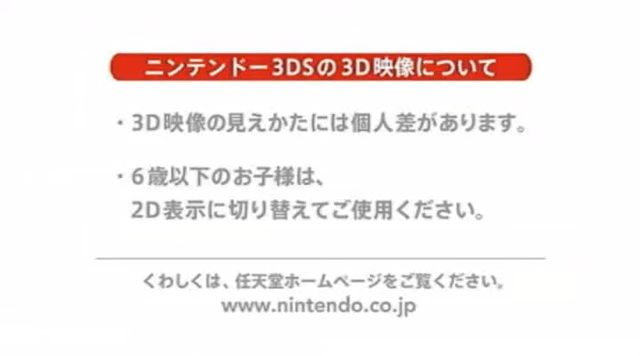 ニンテンドー3DSの3D映像について
・3D映像の見えかたには個人差があります。
・6歳以下のお子様は、
2D表示に切り替えてご使用ください。
くわしくは、任天堂ホームページをご覧ください。
www.nintendo.co.jp